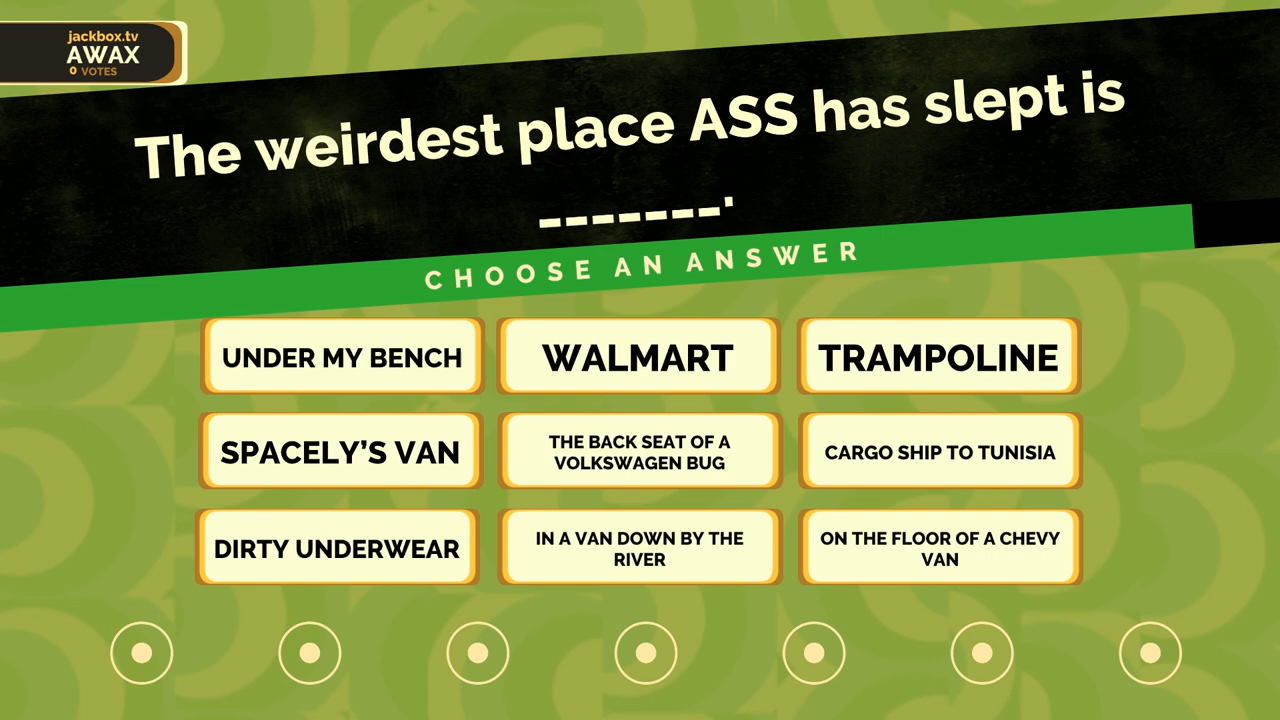 jackbox.tv
AWAX
0 VOTES
The weirdest place ASS has slept is
_______.
CHOOSE AN ANSWER
UNDER MY BENCH
WALMART
TRAMPOLINE
SPACELY'S VAN
THE BACK SEAT OF A
VOLKSWAGEN BUG
CARGO SHIP TO TUNISIA
DIRTY UNDERWEAR
IN A VAN DOWN BY THE
RIVER
ON THE FLOOR OF A CHEVY
VAN